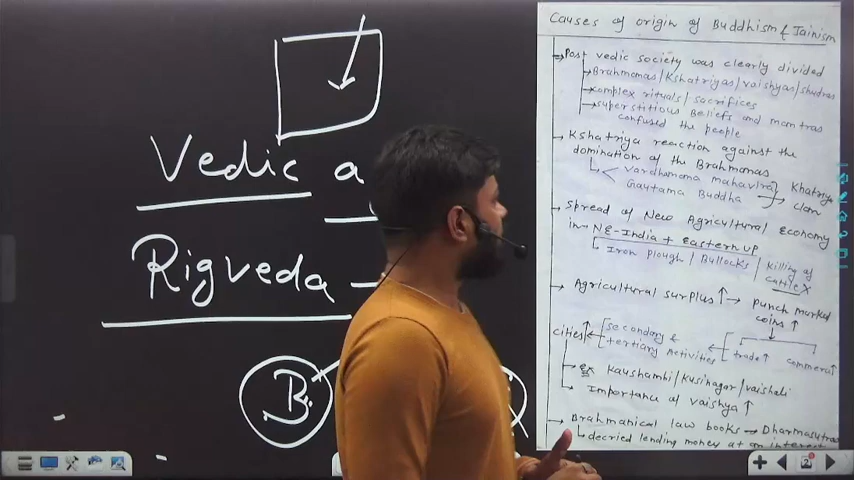 Vedic a
Rigveda
B.
Causes of origin of Buddhism & Jainism
Post vedic society was clearly divided
Brahmanas/Kshatriyas/vaishyas/shudras
complex rituals/sacrifices
superstitious Beliefs and mantras
confused the people
Kshatriya reaction against the
domination of the Brahmanas
Vardhamana mahavira
Gautama Buddha
Khatriya
clan
Spread of New Agricultural Economy
in NE-India + Eastern up
Iron plough / Bullocks / killing of
cattle X
Agricultural surplus ↑ → punch marked
coins ↑
cities ↑ ← secondary &
tertiary Activities ← trade ↑ commerce ↑
ex Kaushambi/Kusinagar/vaishali
Importance of vaishya ↑
Brahmanical law books → Dharmasutras
decried lending money at an interest
2